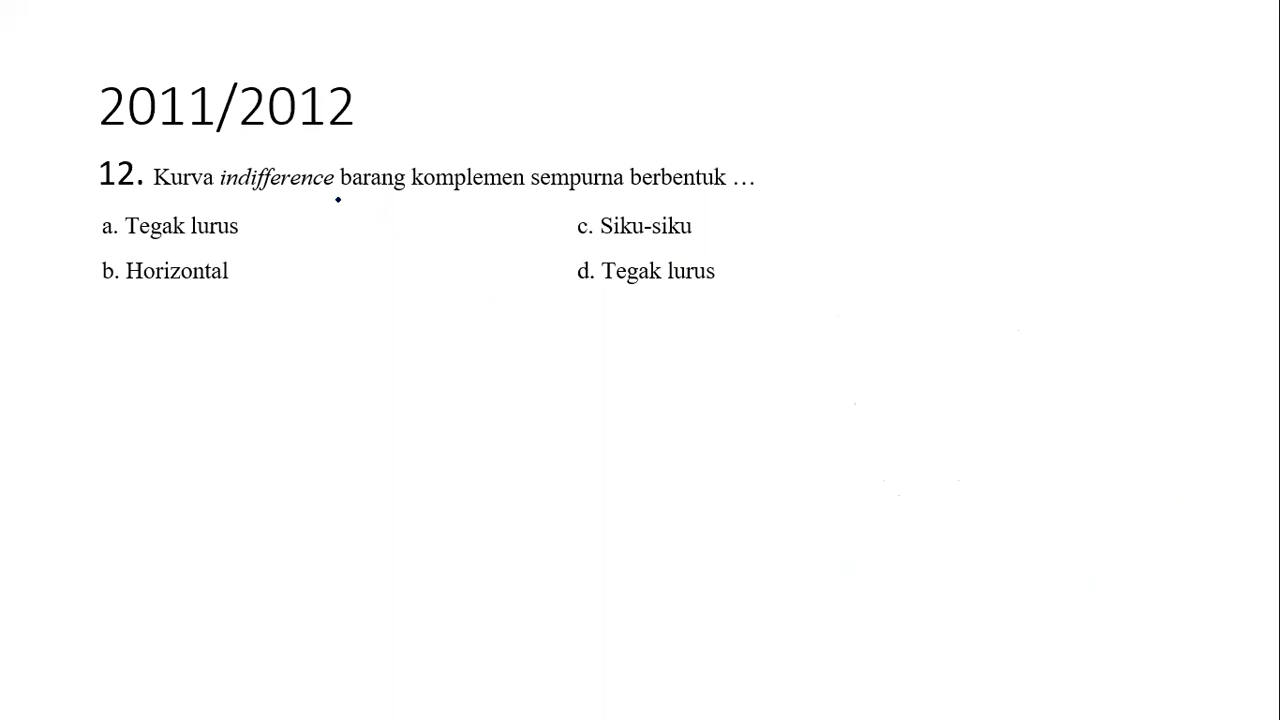 2011/2012
12. Kurva indifference barang komplemen sempurna berbentuk …
a. Tegak lurus
c. Siku-siku
b. Horizontal
d. Tegak lurus